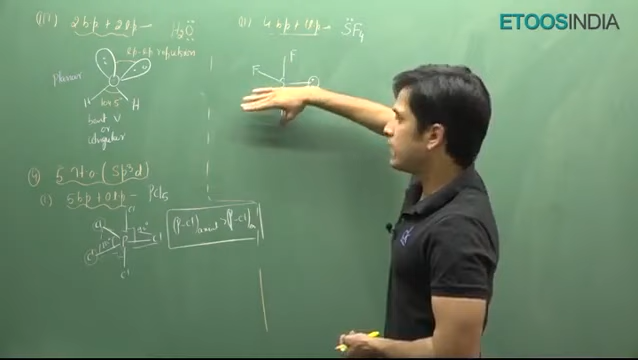 ETOOSINDIA
(III) 2bp + 2lp - H2Ö
lp-lp repulsion
planar
H
104.5
H
bent V
or
angular
(4) 5 HO (Sp3d)
(I) 5bp + 0lp - PCl5
Cl
Cl
P
90°
120°
Cl
Cl
Cl
(P-Cl)axial > (P-Cl)
(II) 4bp + 1lp - SF4
F
F